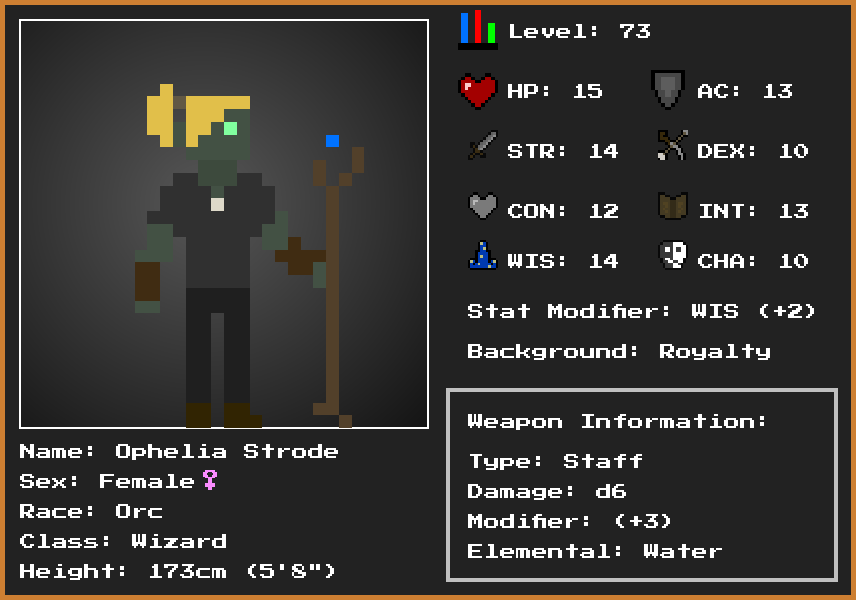 Level: 73
HP: 15 AC: 13
STR: 14 DEX: 10
CON: 12 INT: 13
WIS: 14 CHA: 10
Stat Modifier: WIS (+2)
Background: Royalty
Weapon Information:
Type: Staff
Damage: d6
Modifier: (+3)
Elemental: Water
Name: Ophelia Strode
Sex: Female♀
Race: Orc
Class: Wizard
Height: 173cm (5'8")